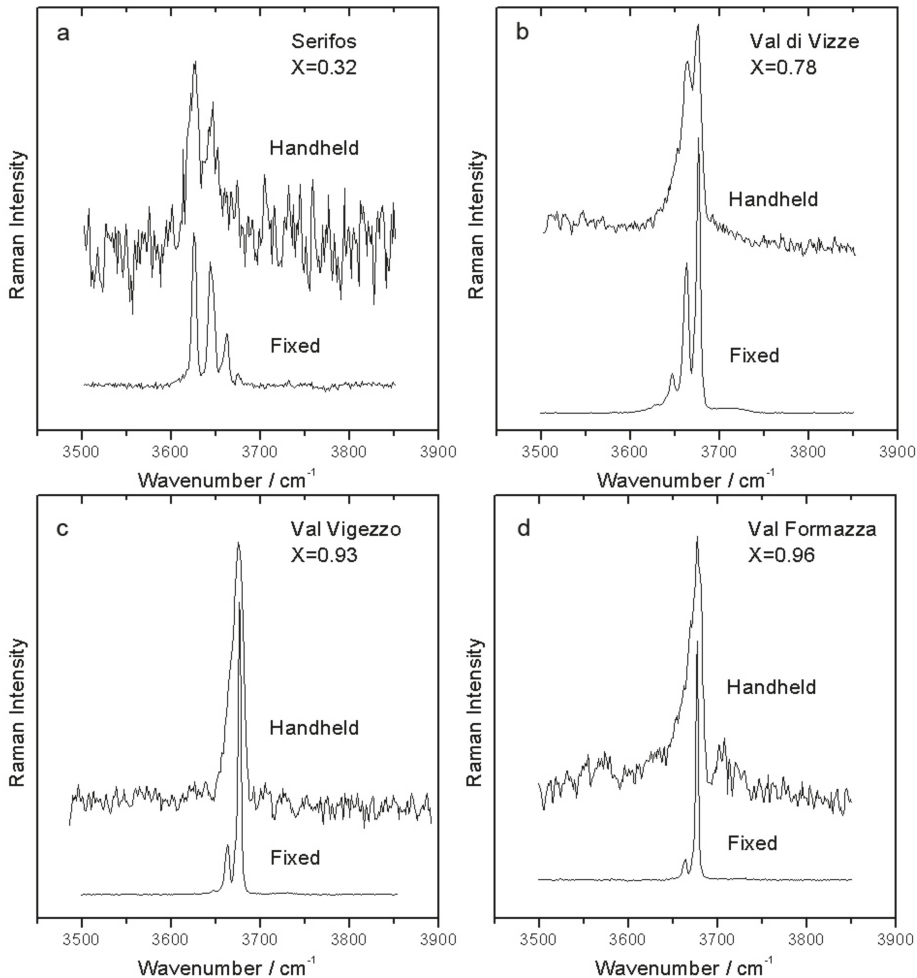 a
Serifos
X=0.32
Handheld
Fixed
Raman Intensity
3500 3600 3700 3800 3900
Wavenumber / cm⁻¹
b
Val di Vizze
X=0.78
Handheld
Fixed
Raman Intensity
3500 3600 3700 3800 3900
Wavenumber / cm⁻¹
c
Val Vigezzo
X=0.93
Handheld
Fixed
Raman Intensity
3500 3600 3700 3800 3900
Wavenumber / cm⁻¹
d
Val Formazza
X=0.96
Handheld
Fixed
Raman Intensity
3500 3600 3700 3800 3900
Wavenumber / cm⁻¹